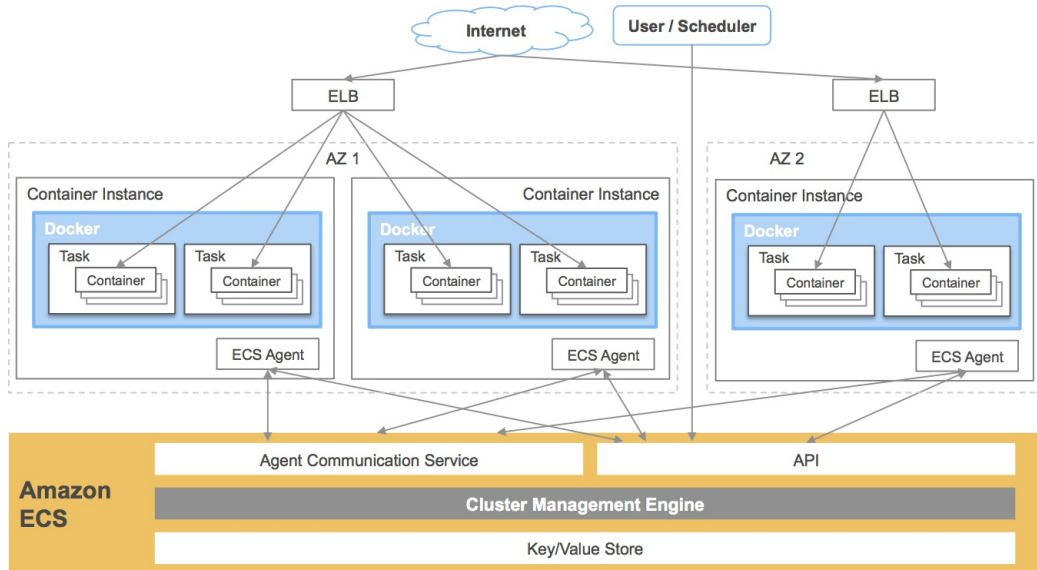 Internet
User / Scheduler
ELB
ELB
AZ 1
AZ 2
Container Instance
Container Instance
Container Instance
Docker
Docker
Docker
Task
Task
Task
Task
Task
Task
Container
Container
Container
Container
Container
Container
ECS Agent
ECS Agent
ECS Agent
Amazon
ECS
Agent Communication Service
API
Cluster Management Engine
Key/Value Store